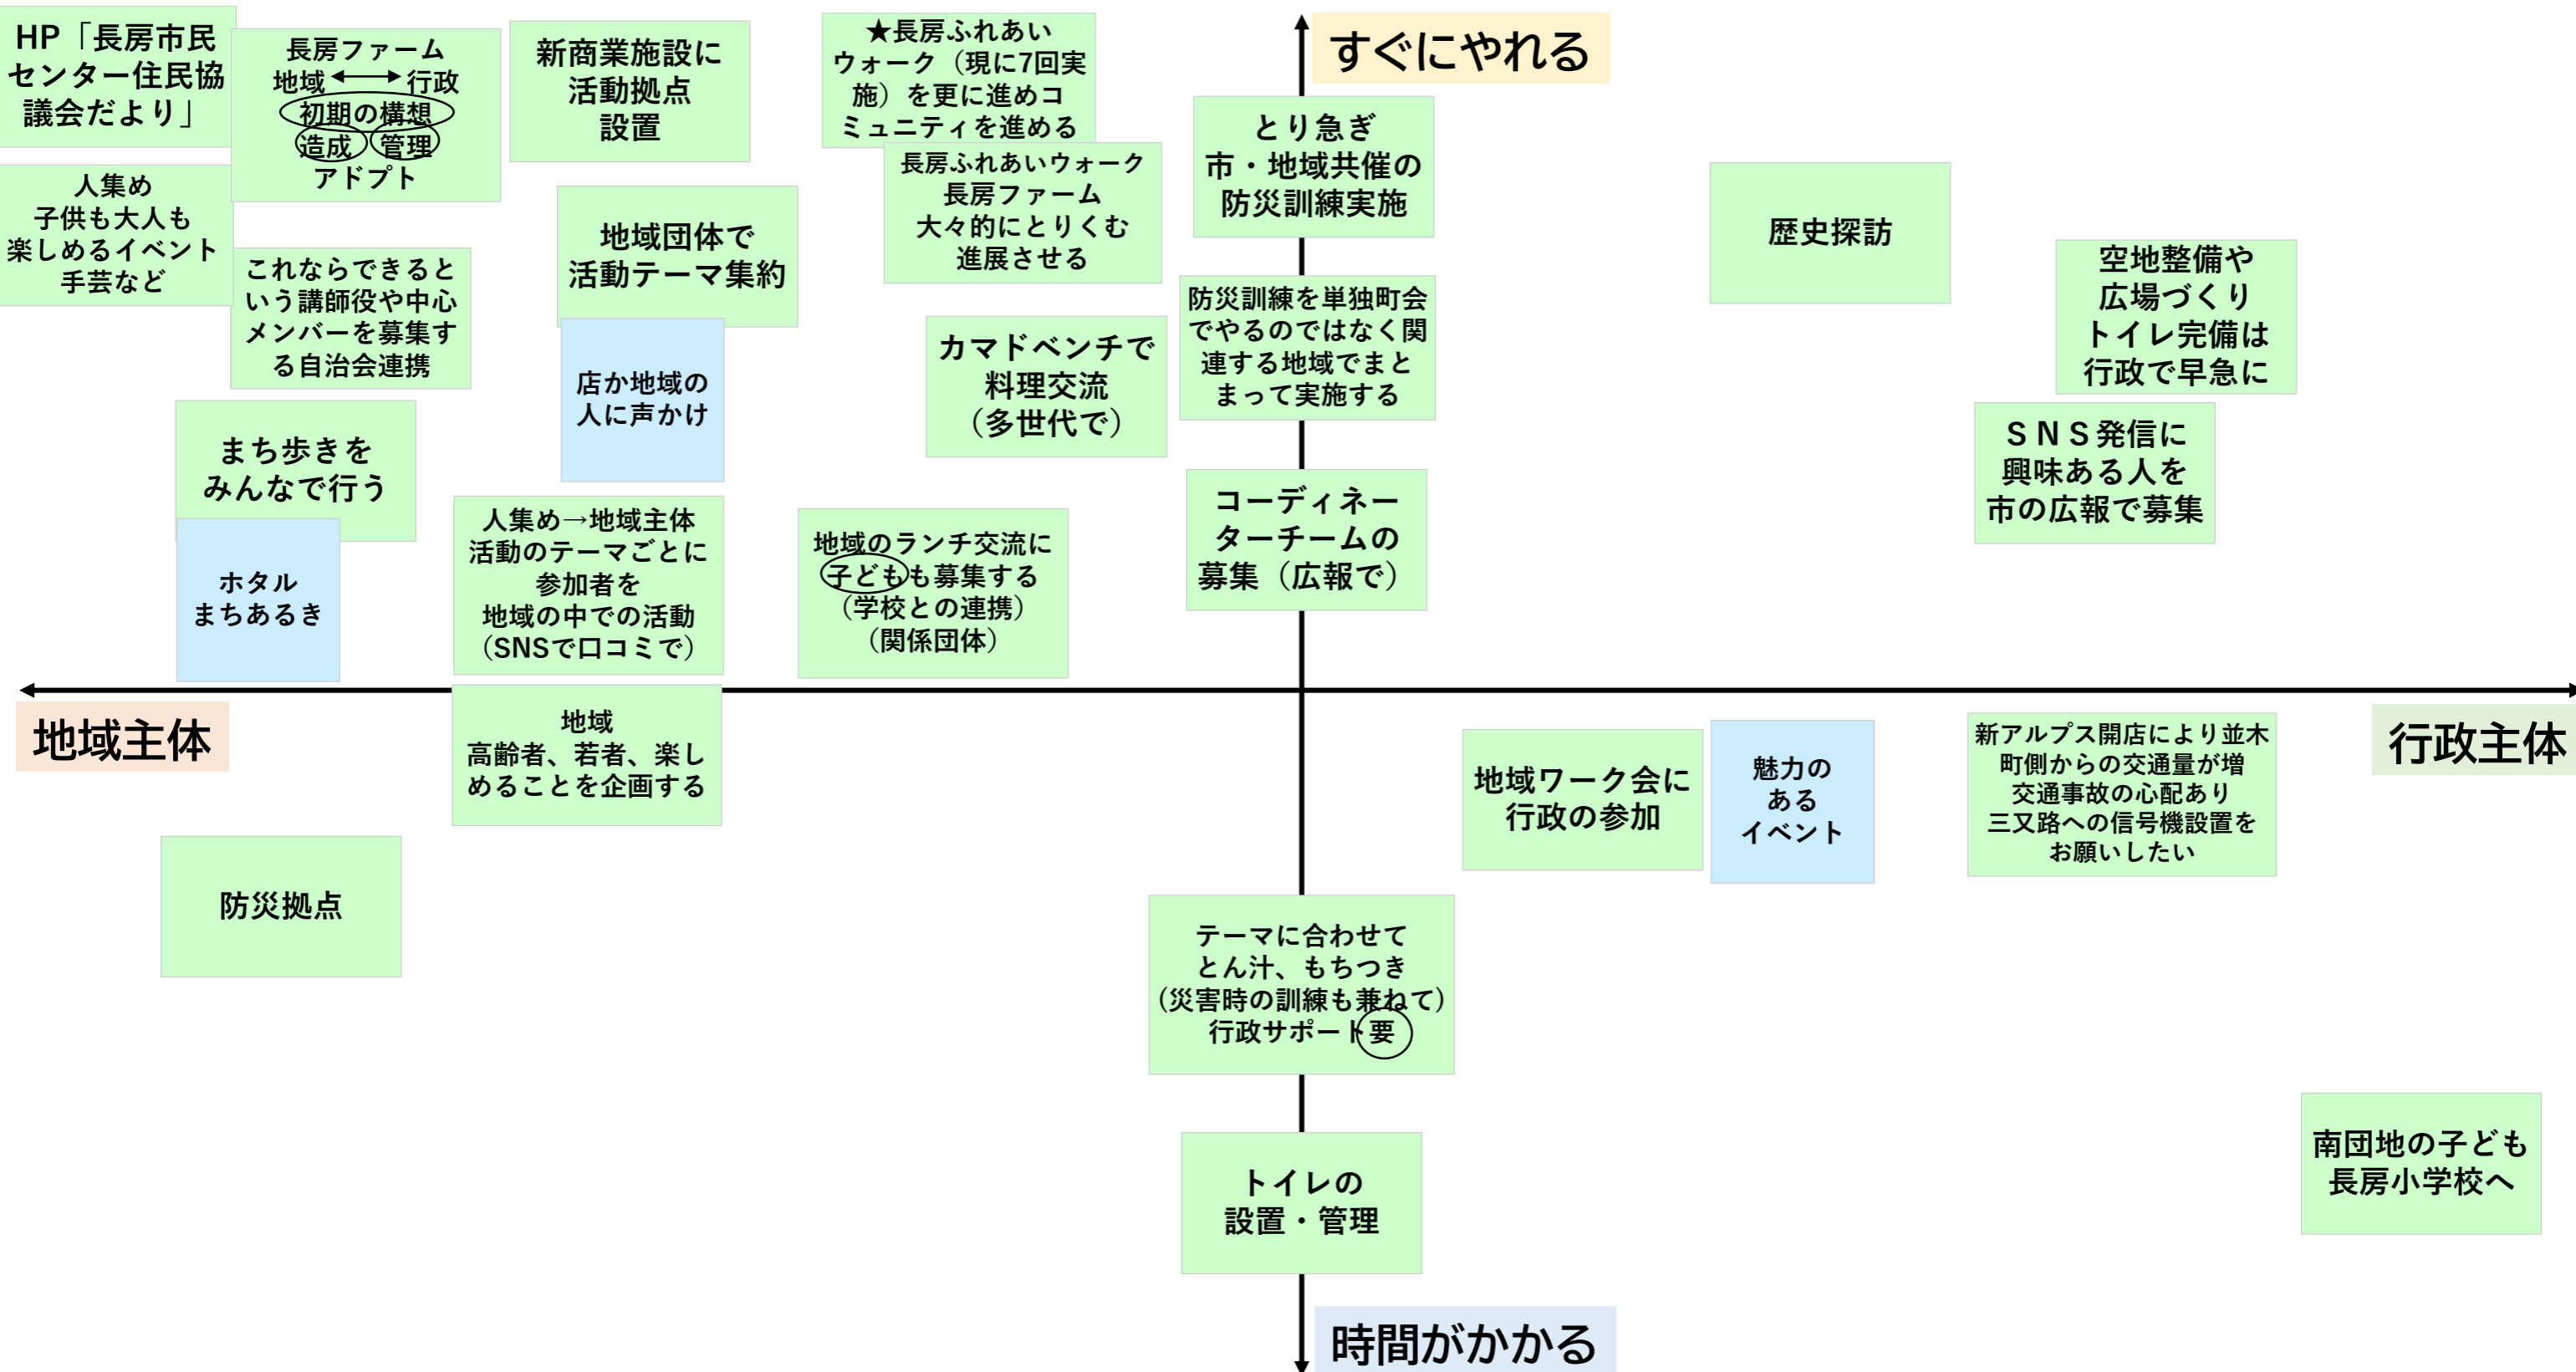 HP「長房市民
センター住民協
議会だより」
長房ファーム
地域 ⟷ 行政
初期の構想
造成 管理
アドプト
新商業施設に
活動拠点
設置
★長房ふれあい
ウォーク（現に7回実
施）を更に進めコ
ミュニティを進める
すぐにやれる
とり急ぎ
市・地域共催の
防災訓練実施
長房ふれあいウォーク
長房ファーム
大々的にとりくむ
進展させる
人集め
子供も大人も
楽しめるイベント
手芸など
地域団体で
活動テーマ集約
歴史探訪
これならできると
いう講師役や中心
メンバーを募集す
る自治会連携
空地整備や
広場づくり
トイレ完備は
行政で早急に
防災訓練を単独町会
でやるのではなく関
連する地域でまと
まって実施する
カマドベンチで
料理交流
（多世代で）
店か地域の
人に声かけ
まち歩きを
みんなで行う
ＳＮＳ発信に
興味ある人を
市の広報で募集
コーディネー
ターチームの
募集（広報で）
人集め→地域主体
活動のテーマごとに
参加者を
地域の中での活動
（SNSで口コミで）
地域のランチ交流に
子どもも募集する
（学校との連携）
（関係団体）
ホタル
まちあるき
地域主体
行政主体
地域
高齢者、若者、楽し
めることを企画する
地域ワーク会に
行政の参加
魅力の
ある
イベント
新アルプス開店により並木
町側からの交通量が増
交通事故の心配あり
三又路への信号機設置を
お願いしたい
防災拠点
テーマに合わせて
とん汁、もちつき
（災害時の訓練も兼ねて）
行政サポート要
南団地の子ども
長房小学校へ
トイレの
設置・管理
時間がかかる